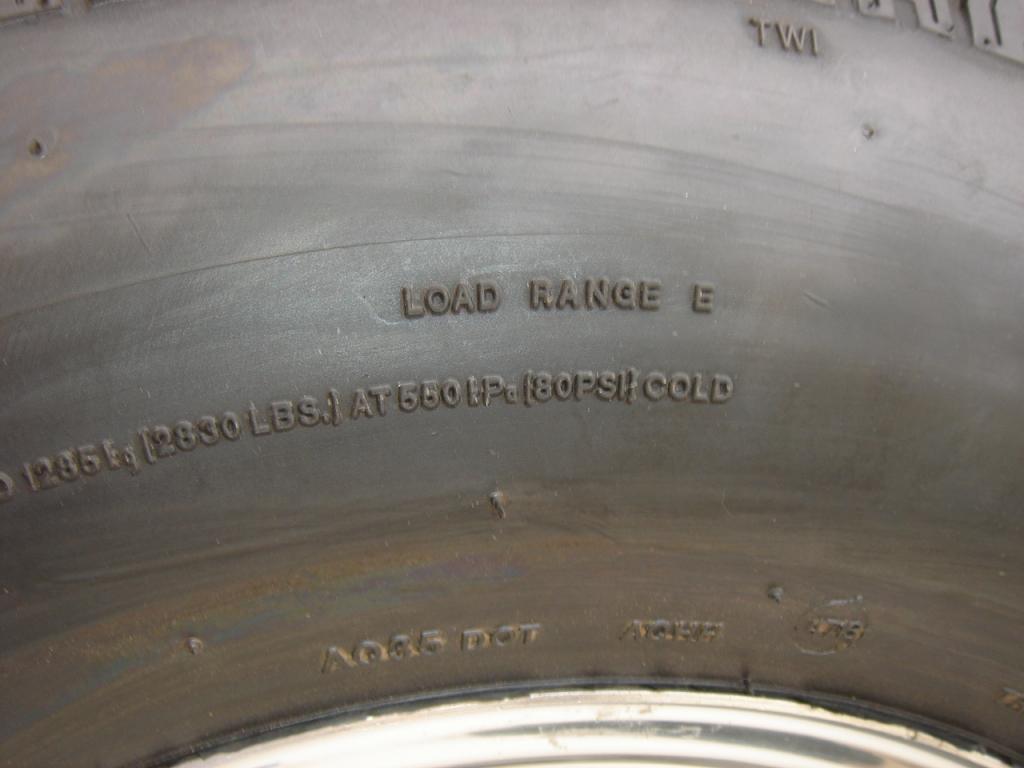 TWI
LOAD RANGE E
1285 kg (2830 LBS.) AT 550 kPa (80PSI) COLD
DOT